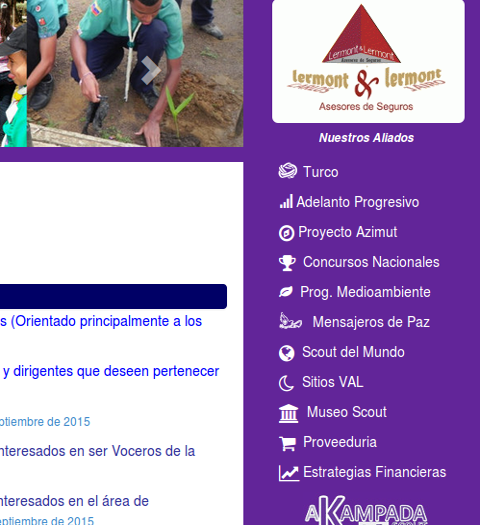 Lermont&Lermont
Asesores de Seguros
lermont & lermont
Asesores de Seguros
Nuestros Aliados
Turco
Adelanto Progresivo
Proyecto Azimut
Concursos Nacionales
Prog. Medioambiente
Mensajeros de Paz
Scout del Mundo
Sitios VAL
Museo Scout
Proveeduria
Estrategias Financieras
AKAMPADA
s (Orientado principalmente a los
y dirigentes que deseen pertenecer
ptiembre de 2015
nteresados en ser Voceros de la
nteresados en el área de
eptiembre de 2015